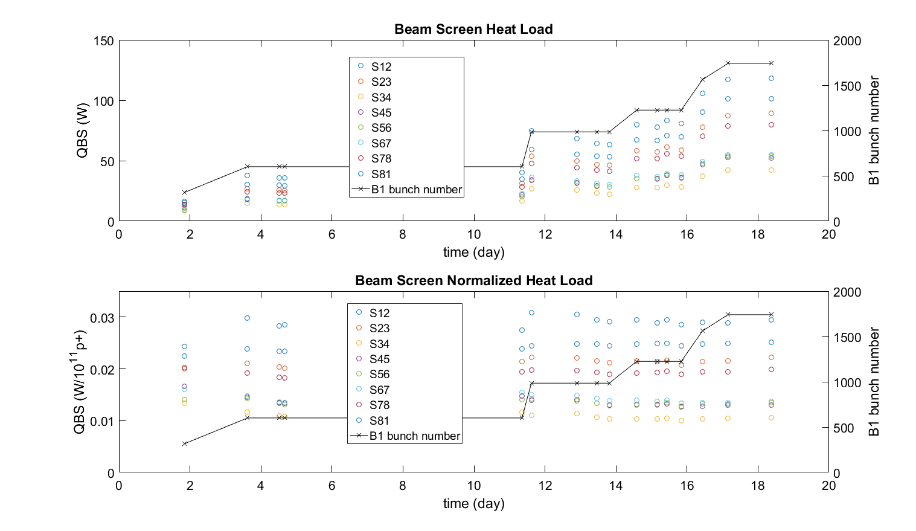 Beam Screen Heat Load
150
100
50
0
QBS (W)
2000
1500
1000
500
0
B1 bunch number
S12
S23
S34
S45
S56
S67
S78
S81
B1 bunch number
0 2 4 6 8 10 12 14 16 18 20
time (day)
Beam Screen Normalized Heat Load
0.03
0.02
0.01
0
QBS (W/10^11p+)
2000
1500
1000
500
0
B1 bunch number
S12
S23
S34
S45
S56
S67
S78
S81
B1 bunch number
0 2 4 6 8 10 12 14 16 18 20
time (day)